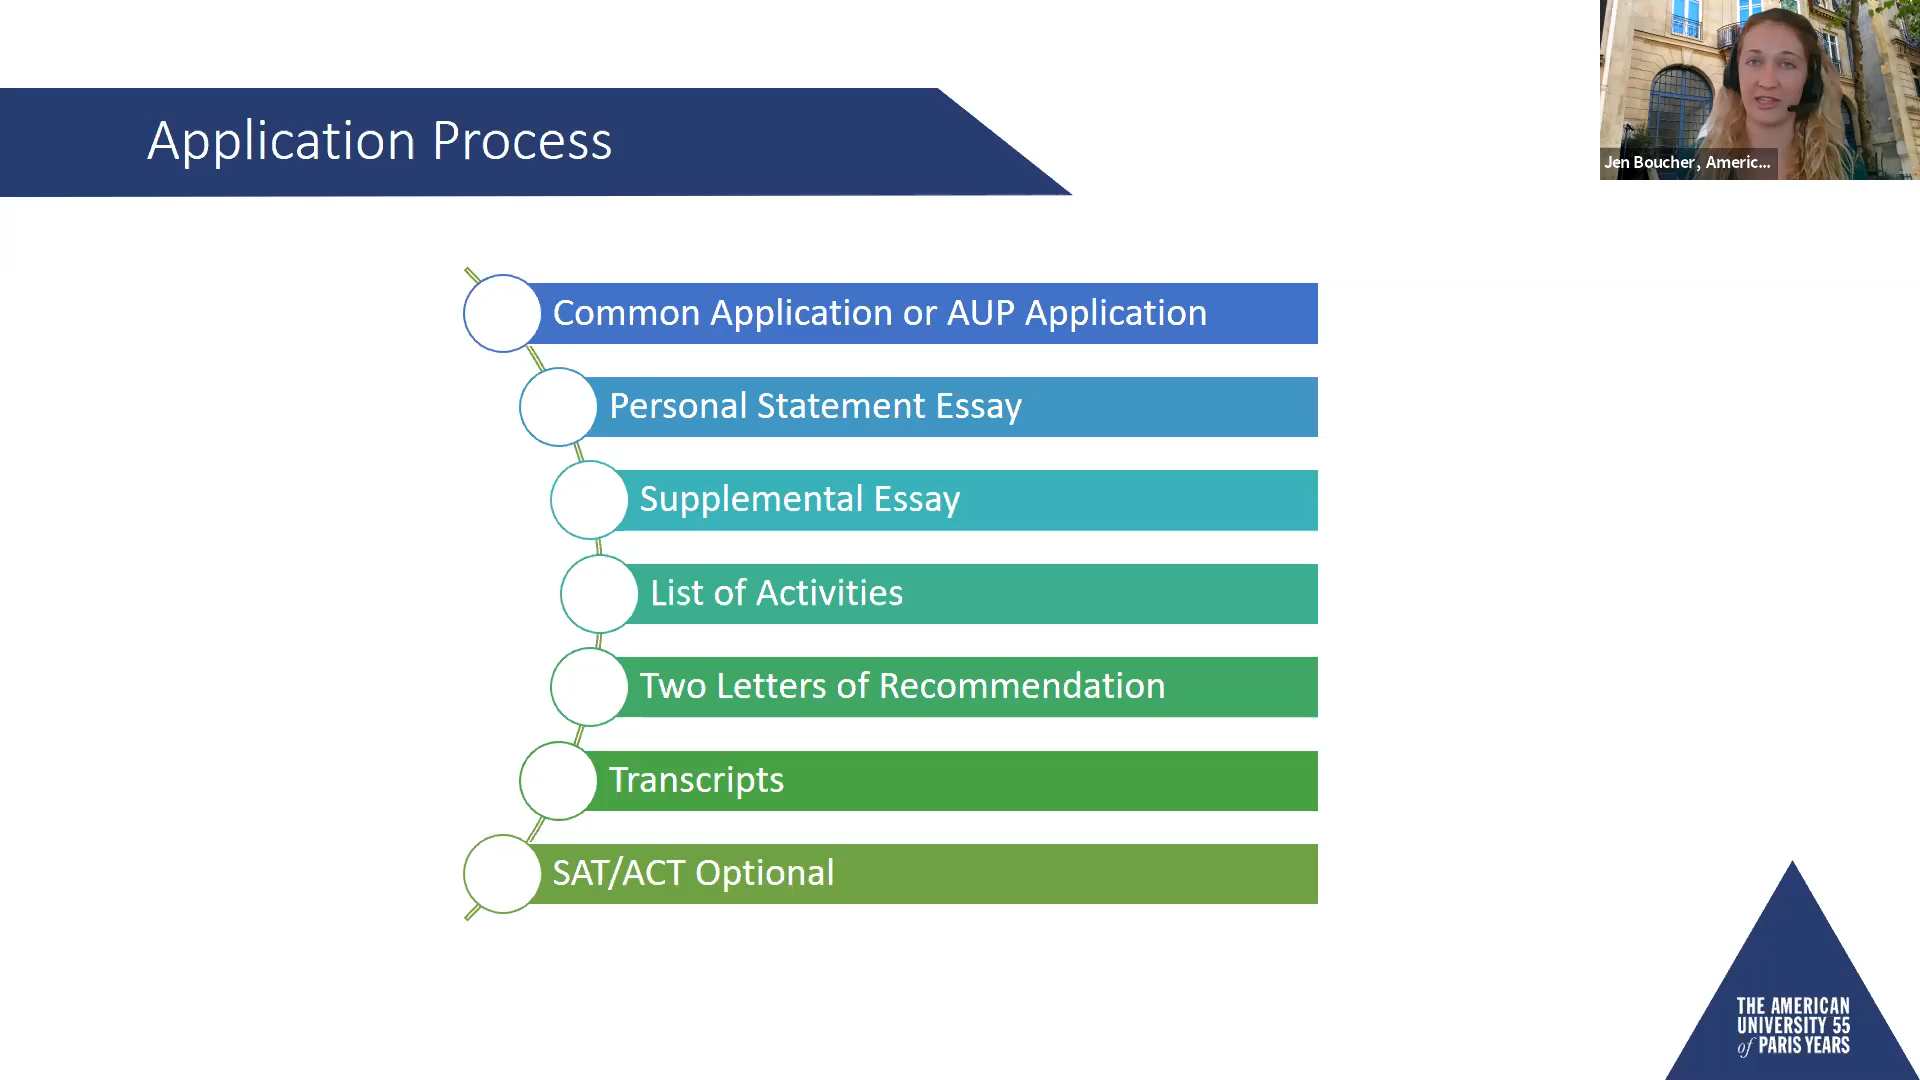 Application Process
Jen Boucher, Americ...
Common Application or AUP Application
Personal Statement Essay
Supplemental Essay
List of Activities
Two Letters of Recommendation
Transcripts
SAT/ACT Optional
THE AMERICAN
UNIVERSITY 55
of PARIS YEARS